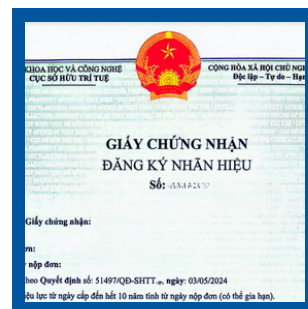 KHOA HỌC VÀ CÔNG NGHỆ
CỤC SỞ HỮU TRÍ TUỆ
CỘNG HÒA XÃ HỘI CHỦ NGH
Độc lập – Tự do – Hạn
GIẤY CHỨNG NHẬN
ĐĂNG KÝ NHÃN HIỆU
Số:
Giấy chứng nhận:
ơn:
nộp đơn:
heo Quyết định số: 51497/QĐ-SHTT., ngày: 03/05/2024
ệu lực từ ngày cấp đến hết 10 năm tính từ ngày nộp đơn (có thể gia hạn).